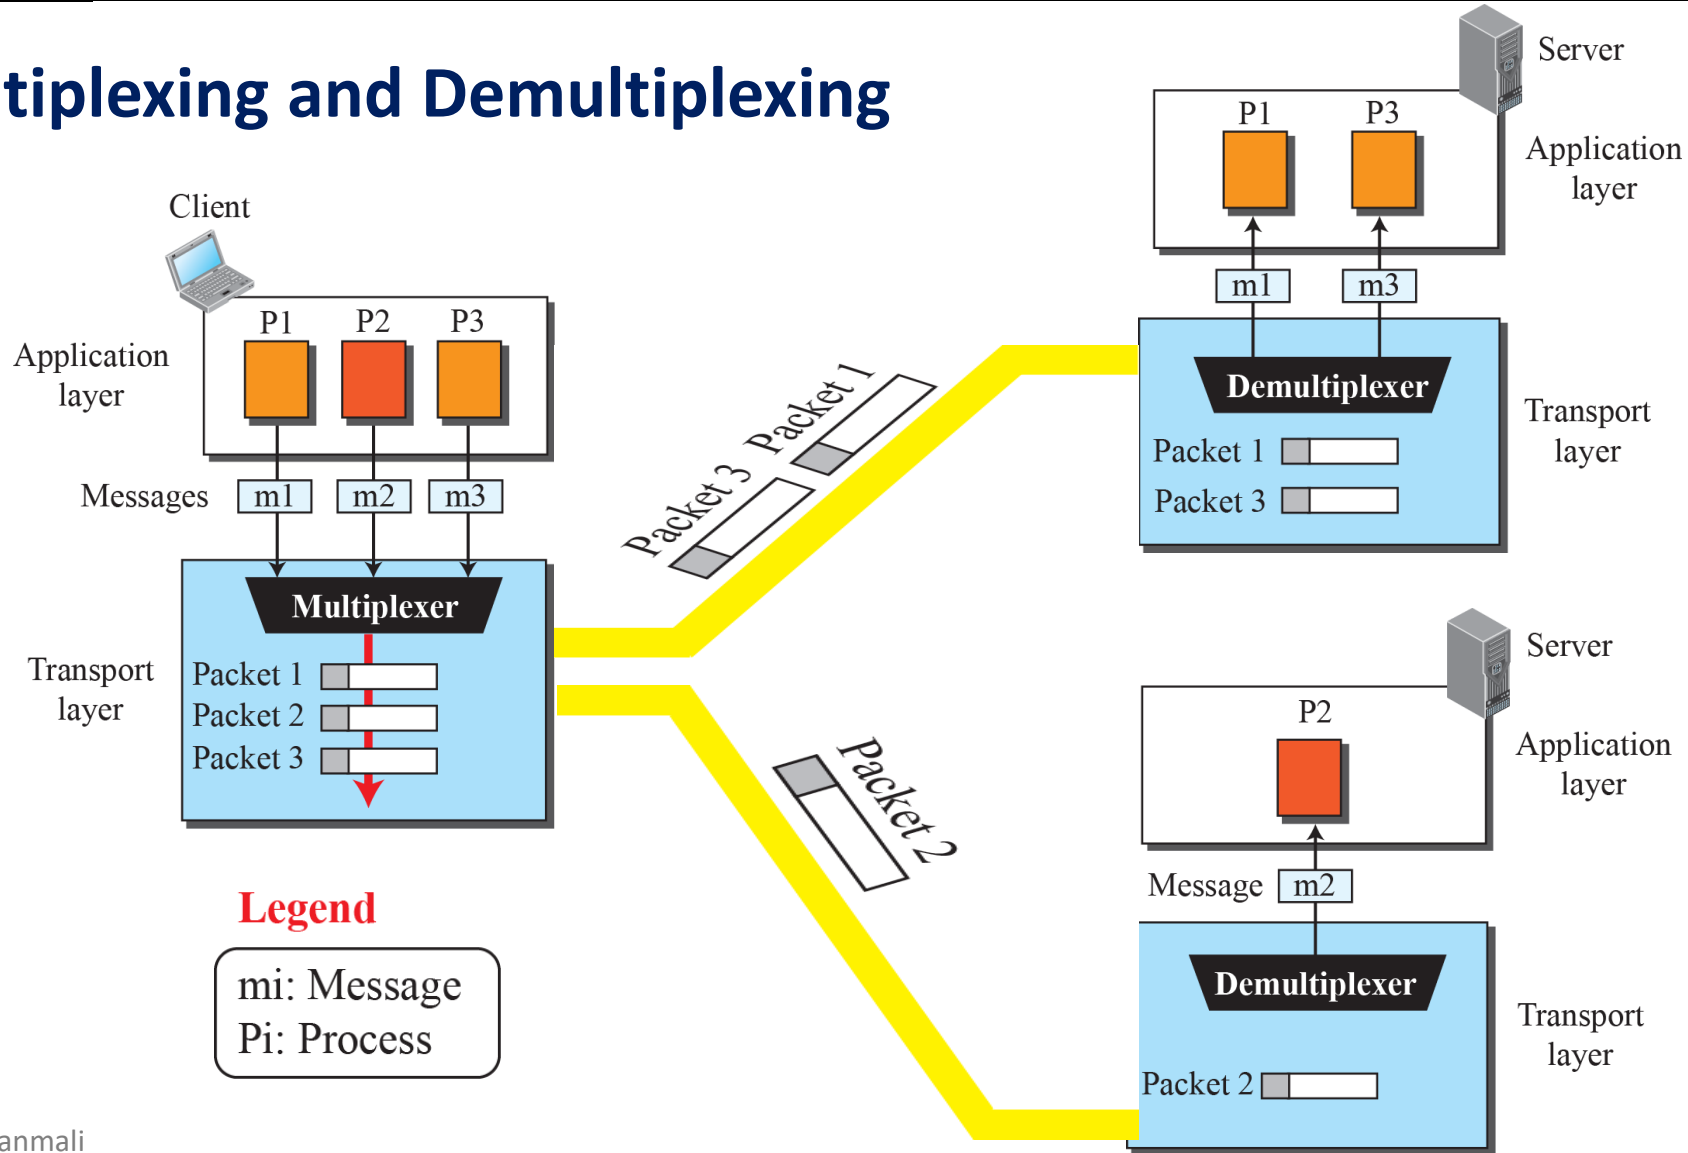 tiplexing and Demultiplexing
Client
P1 P2 P3
Application
layer
Messages m1 m2 m3
Multiplexer
Transport
layer
Packet 1
Packet 2
Packet 3
Packet 3
Packet 1
Packet 2
Server
P1 P3
Application
layer
m1 m3
Demultiplexer
Transport
layer
Packet 1
Packet 3
Server
P2
Application
layer
Message m2
Demultiplexer
Transport
layer
Packet 2
Legend
mi: Message
Pi: Process
anmali